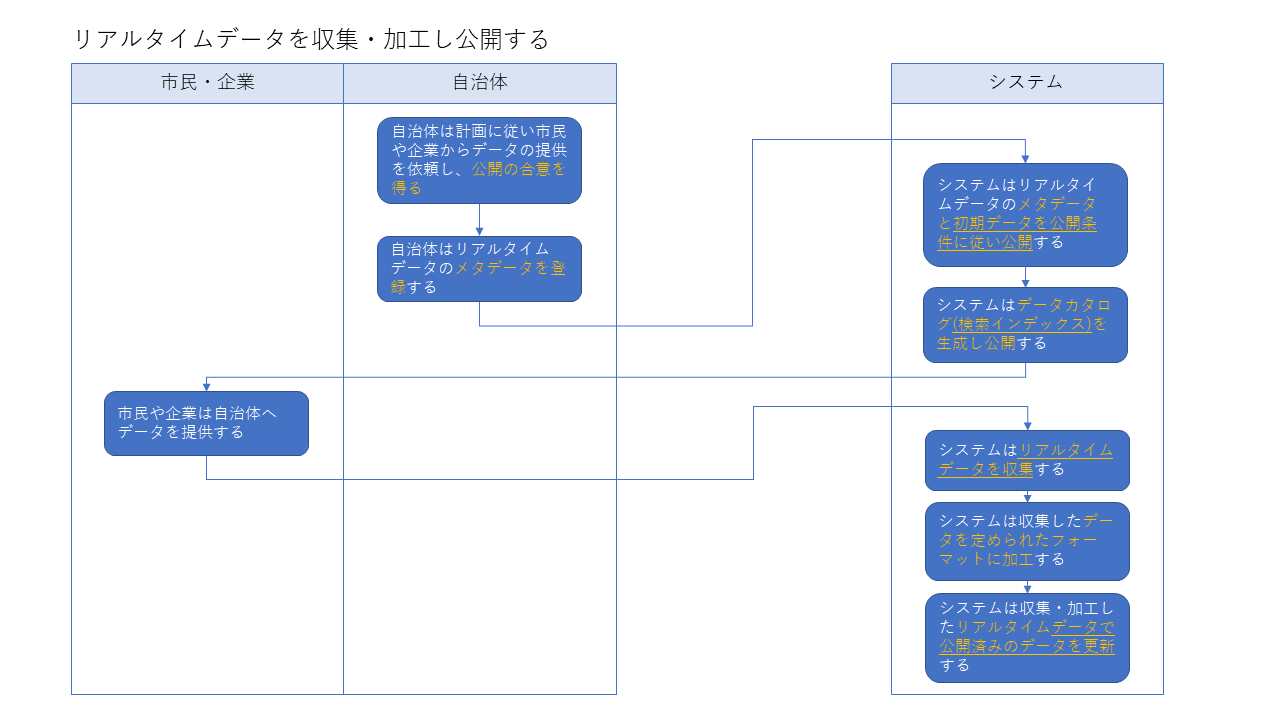 リアルタイムデータを収集・加工し公開する
市民・企業
自治体
システム
自治体は計画に従い市民
や企業からデータの提供
を依頼し、公開の合意を
得る
自治体はリアルタイム
データのメタデータを登
録する
システムはリアルタイ
ムデータのメタデータ
と初期データを公開条
件に従い公開する
システムはデータカタロ
グ(検索インデックス)を
生成し公開する
市民や企業は自治体へ
データを提供する
システムはリアルタイム
データを収集する
システムは収集したデー
タを定められたフォー
マットに加工する
システムは収集・加工し
たリアルタイムデータで
公開済みのデータを更新
する